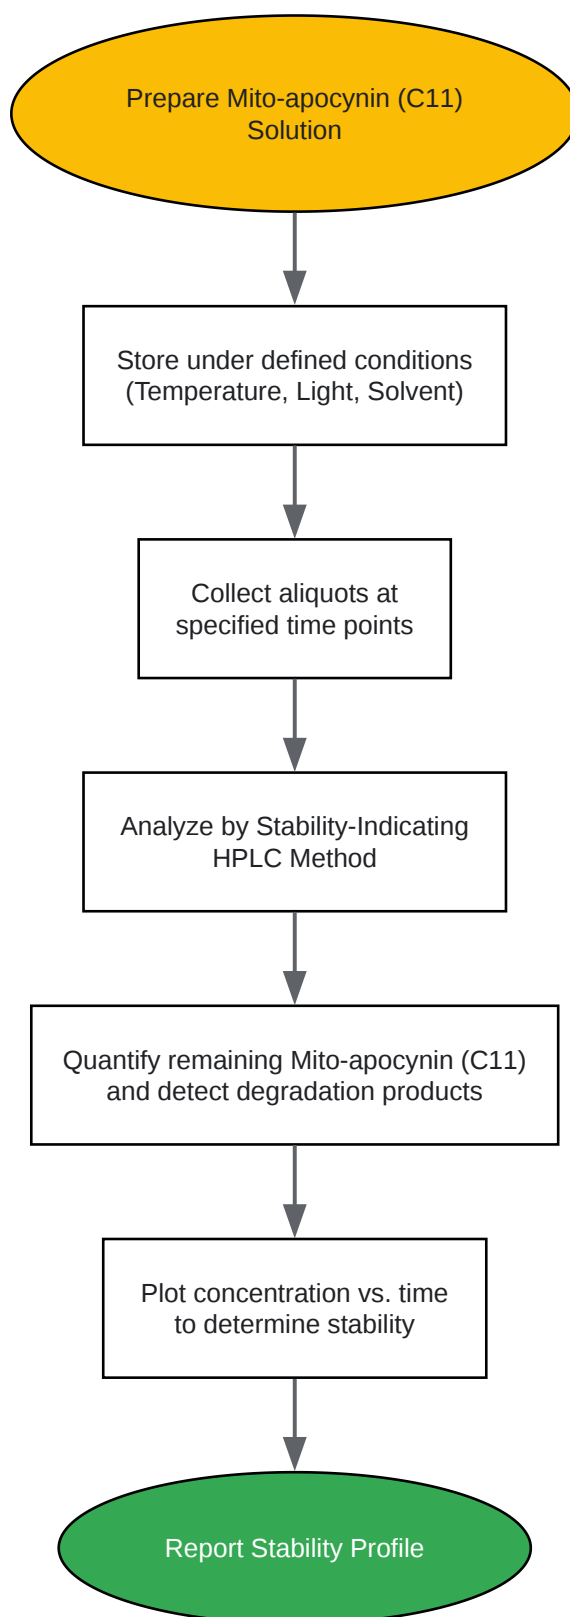 Prepare Mito-apocynin (C11)
Solution
Store under defined conditions
(Temperature, Light, Solvent)
Collect aliquots at
specified time points
Analyze by Stability-Indicating
HPLC Method
Quantify remaining Mito-apocynin (C11)
and detect degradation products
Plot concentration vs. time
to determine stability
Report Stability Profile